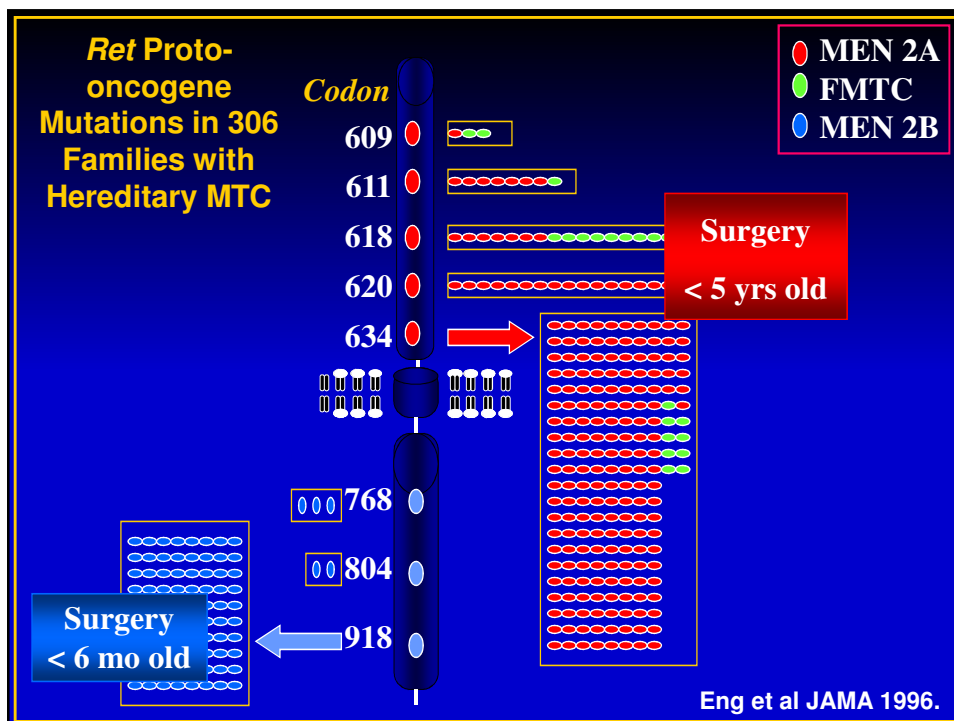 Ret Proto-
oncogene
Mutations in 306
Families with
Hereditary MTC
Codon
609
611
618
620
634
768
804
918
MEN 2A
FMTC
MEN 2B
Surgery
< 5 yrs old
Surgery
< 6 mo old
Eng et al JAMA 1996.